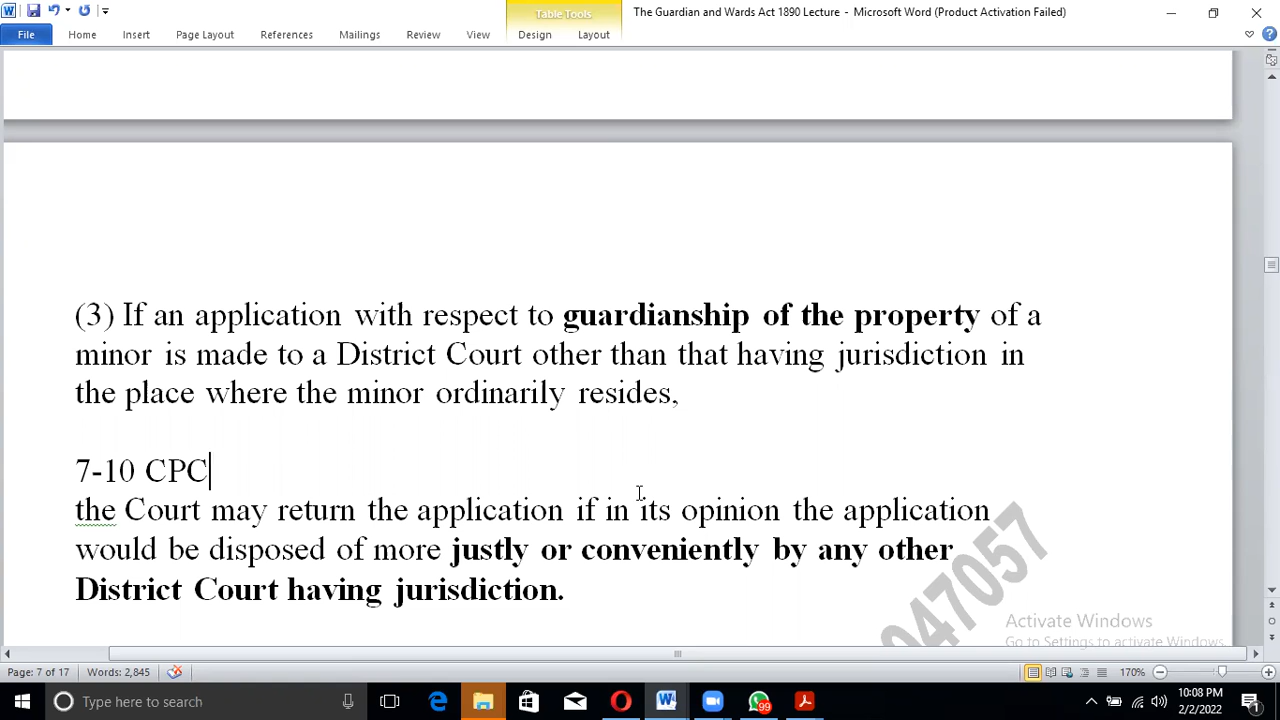 Table Tools
The Guardian and Wards Act 1890 Lecture - Microsoft Word (Product Activation Failed)
File Home Insert Page Layout References Mailings Review View Design Layout
(3) If an application with respect to guardianship of the property of a
minor is made to a District Court other than that having jurisdiction in
the place where the minor ordinarily resides,
7-10 CPC
the Court may return the application if in its opinion the application
would be disposed of more justly or conveniently by any other
District Court having jurisdiction.
047057
Activate Windows
Go to Settings to activate Windows.
Page: 7 of 17 Words: 2,845 170%
Type here to search
99
10:08 PM
2/2/2022
1